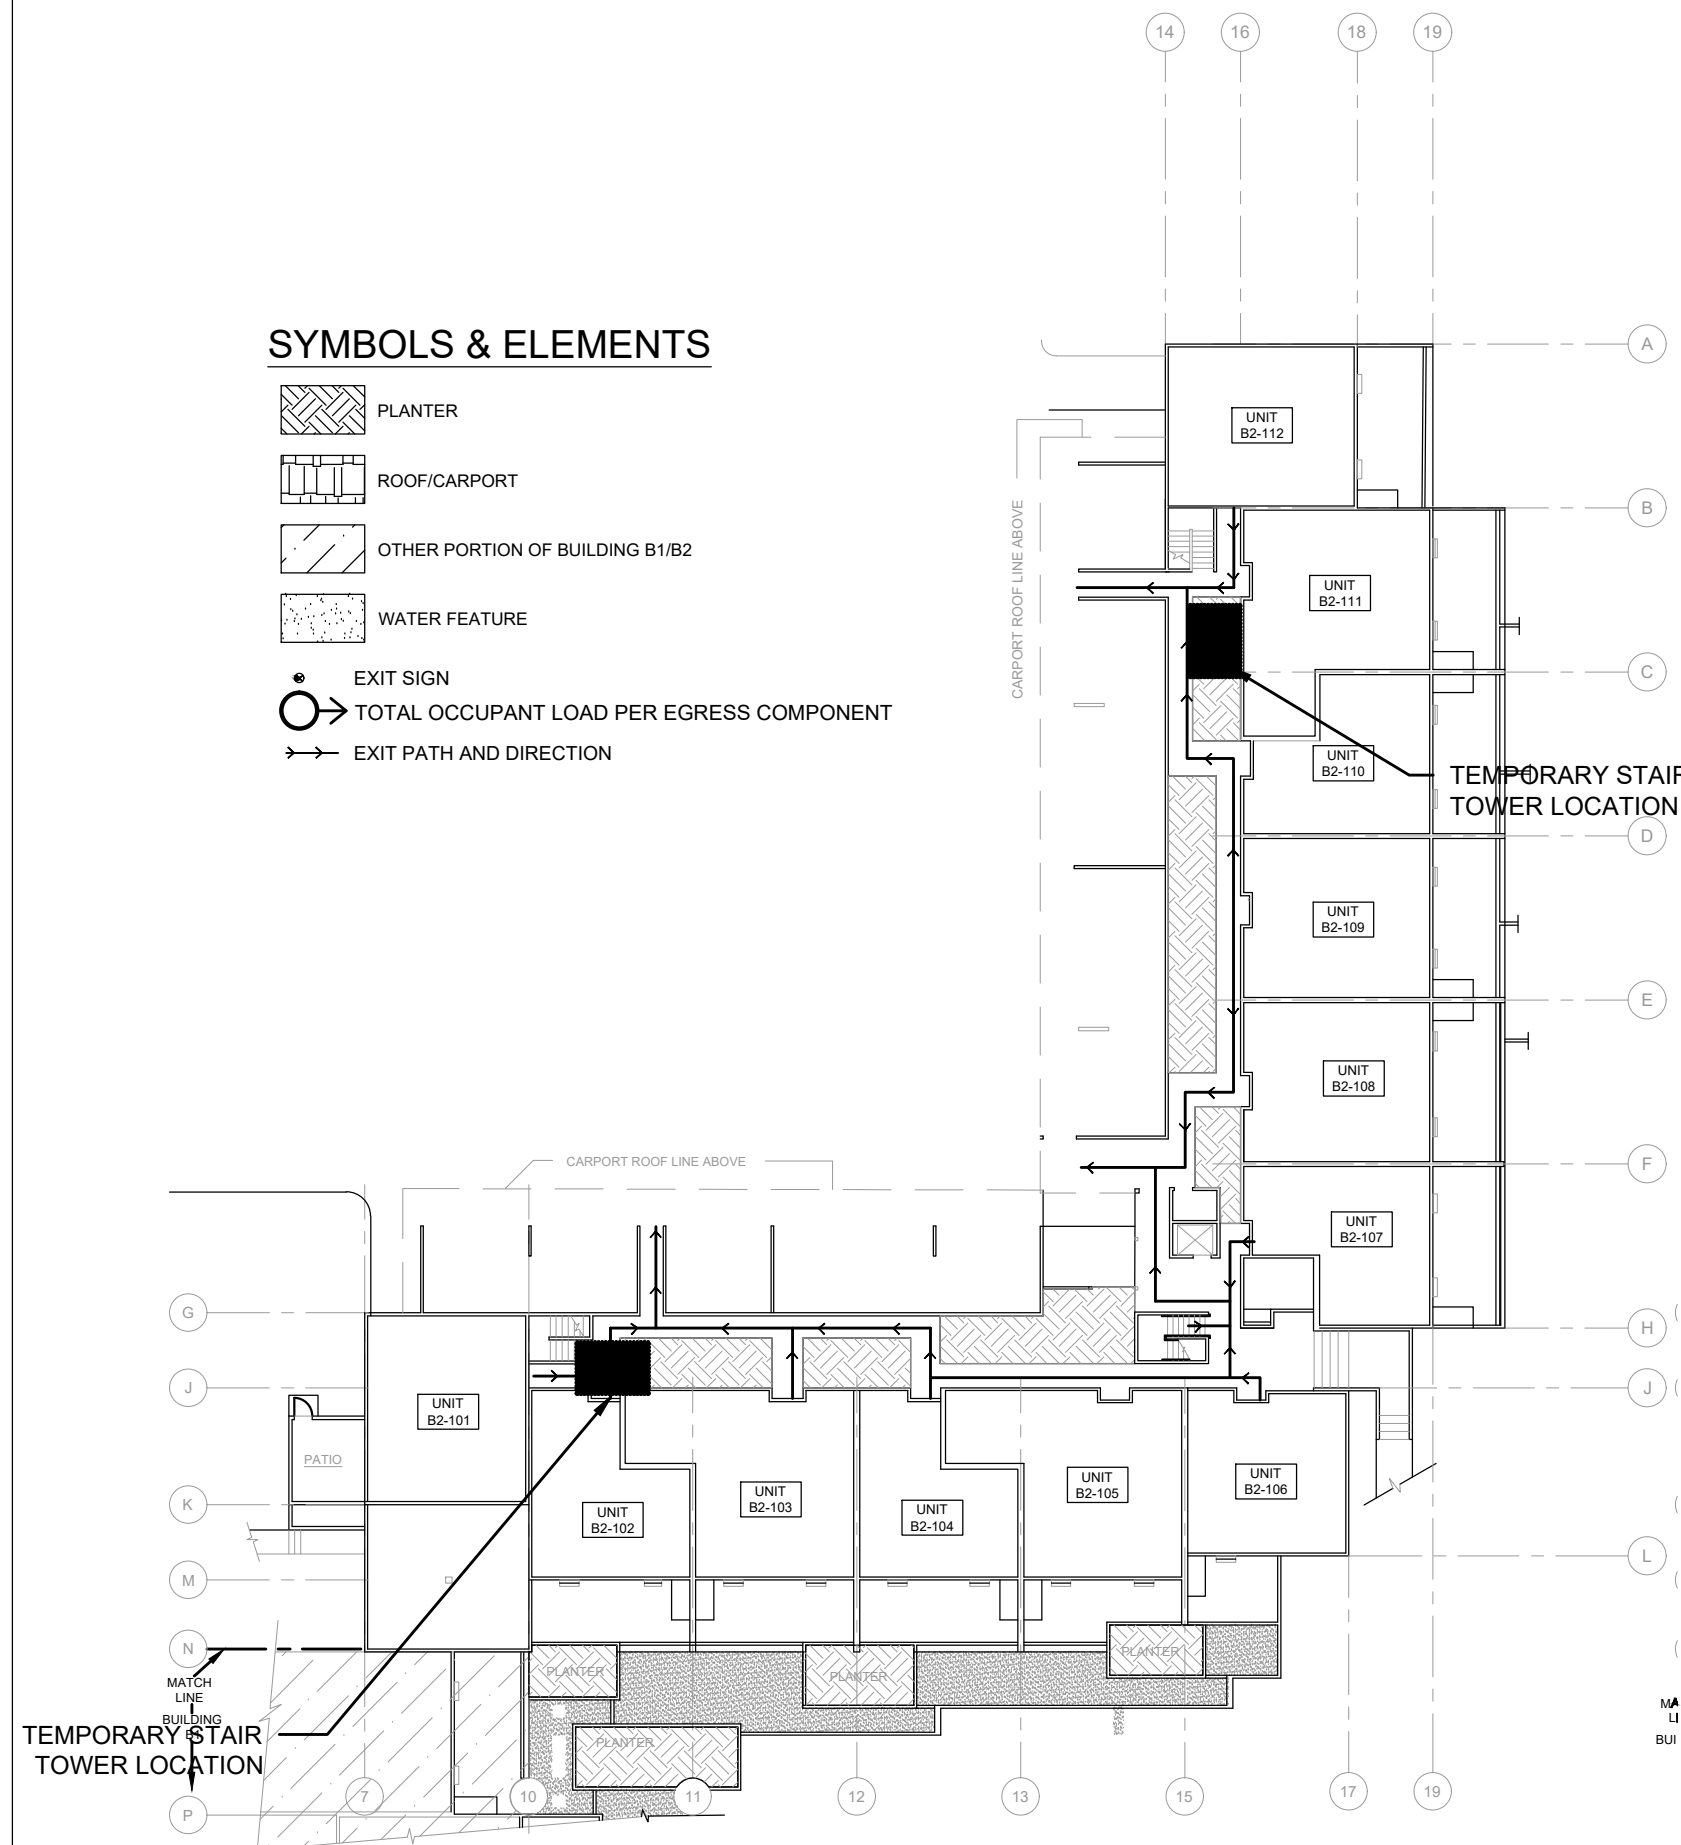 14
16
18
19
SYMBOLS & ELEMENTS
PLANTER
ROOF/CARPORT
OTHER PORTION OF BUILDING B1/B2
WATER FEATURE
EXIT SIGN
TOTAL OCCUPANT LOAD PER EGRESS COMPONENT
EXIT PATH AND DIRECTION
A
UNIT
B2-112
B
CARPORT ROOF LINE ABOVE
UNIT
B2-111
C
UNIT
B2-110
TEMPORARY STAIR
TOWER LOCATION
D
UNIT
B2-109
E
UNIT
B2-108
CARPORT ROOF LINE ABOVE
F
UNIT
B2-107
G
H
J
J
UNIT
B2-101
PATIO
UNIT
B2-102
UNIT
B2-103
UNIT
B2-104
UNIT
B2-105
UNIT
B2-106
K
L
M
N
PLANTER
PLANTER
PLANTER
PLANTER
MATCH
LINE
BUILDING
TEMPORARY STAIR
TOWER LOCATION
P
7
10
11
12
13
15
17
19
MA
LI
BUI